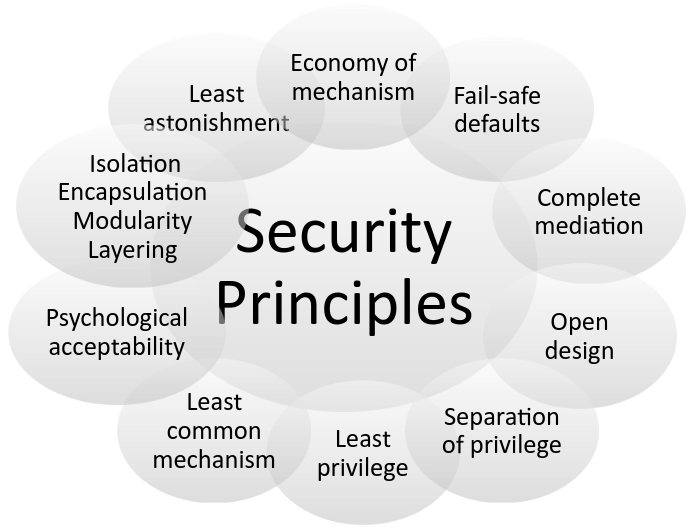 Economy of
mechanism
Fail-safe
defaults
Complete
mediation
Open
design
Separation
of privilege
Least
privilege
Least
common
mechanism
Psychological
acceptability
Isolation
Encapsulation
Modularity
Layering
Least
astonishment
Security
Principles